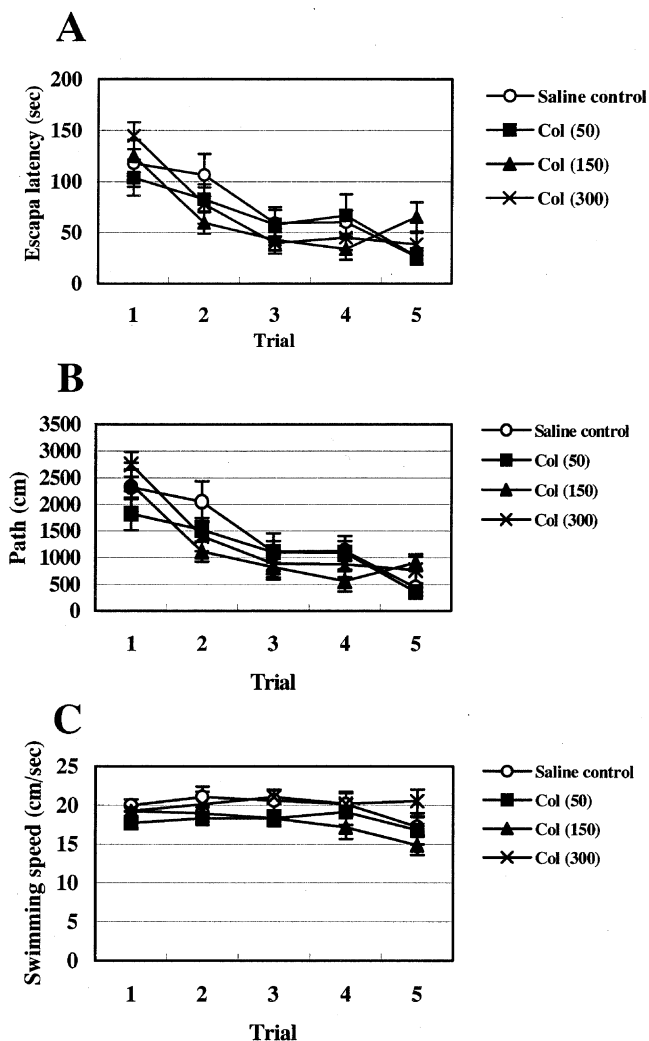 A
Escapa latency (sec)
200
150
100
50
0
1 2 3 4 5
Trial
Saline control
Col (50)
Col (150)
Col (300)
B
Path (cm)
3500
3000
2500
2000
1500
1000
500
0
1 2 3 4 5
Trial
Saline control
Col (50)
Col (150)
Col (300)
C
Swimming speed (cm/sec)
25
20
15
10
5
0
1 2 3 4 5
Trial
Saline control
Col (50)
Col (150)
Col (300)